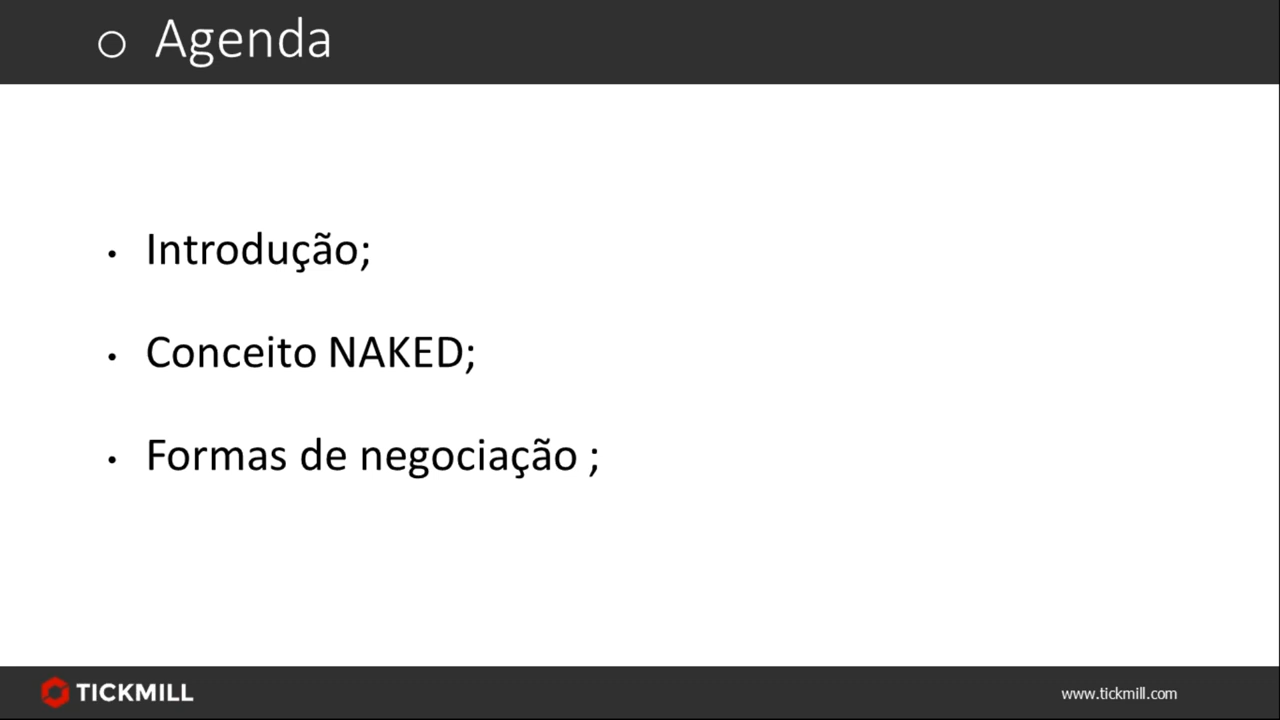 Agenda
Introdução;
Conceito NAKED;
Formas de negociação ;
TICKMILL
www.tickmill.com